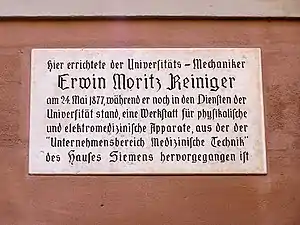 Hier errichtete der Universitäts - Mechaniker
Erwin Moritz Reiniger
am 24. Mai 1877, während er noch in den Diensten der
Universität stand, eine Werkstatt für physikalische
und elektromedizinische Apparate, aus der der
"Unternehmensbereich Medizinische Technik"
des Hauses Siemens hervorgegangen ist